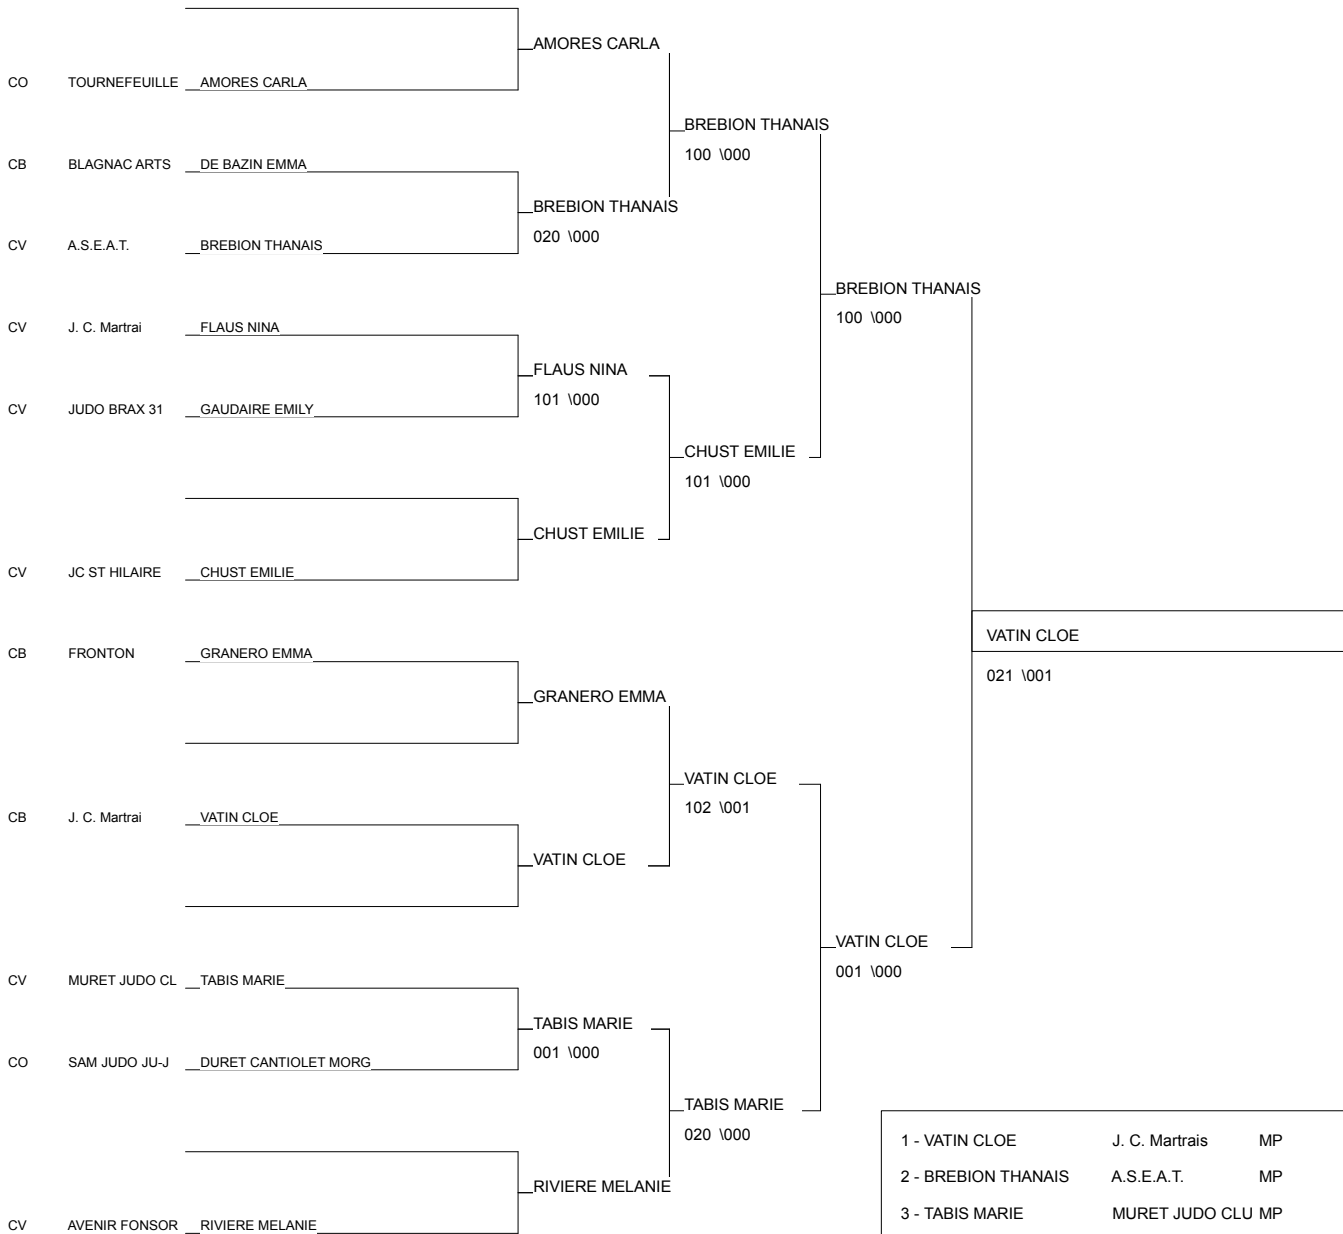 AMORES CARLA
CO TOURNEFEUILLE AMORES CARLA
BREBION THANAIS
100 \000
CB BLAGNAC ARTS DE BAZIN EMMA
BREBION THANAIS
020 \000
CV A.S.E.A.T. BREBION THANAIS
BREBION THANAIS
100 \000
CV J. C. Martrai FLAUS NINA
FLAUS NINA
101 \000
CV JUDO BRAX 31 GAUDAIRE EMILY
CHUST EMILIE
101 \000
CHUST EMILIE
CV JC ST HILAIRE CHUST EMILIE
VATIN CLOE
021 \001
CB FRONTON GRANERO EMMA
GRANERO EMMA
VATIN CLOE
102 \001
CB J. C. Martrai VATIN CLOE
VATIN CLOE
VATIN CLOE
001 \000
CV MURET JUDO CL TABIS MARIE
TABIS MARIE
001 \000
CO SAM JUDO JU-J DURET CANTIOLET MORG
TABIS MARIE
020 \000
RIVIERE MELANIE
CV AVENIR FONSOR RIVIERE MELANIE
1 - VATIN CLOE J. C. Martrais MP
2 - BREBION THANAIS A.S.E.A.T. MP
3 - TABIS MARIE MURET JUDO CLU MP